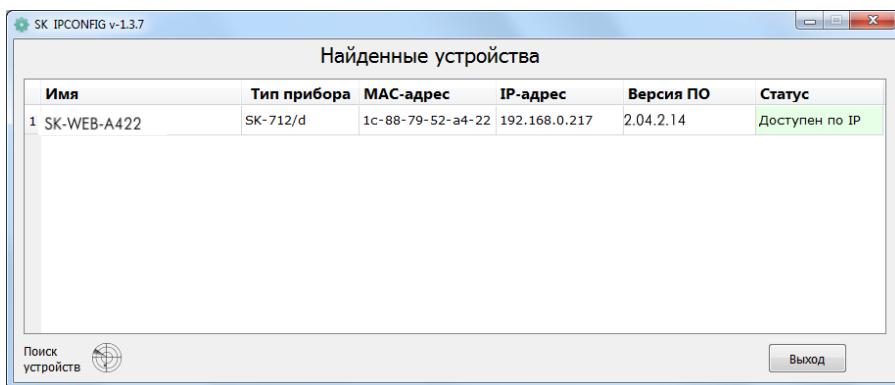 SK IPCONFIG v-1.3.7
Найденные устройства
Имя Тип прибора MAC-адрес IP-адрес Версия ПО Статус
1 SK-WEB-A422 SK-712/d 1c-88-79-52-a4-22 192.168.0.217 2.04.2.14 Доступен по IP
Поиск
устройств
Выход